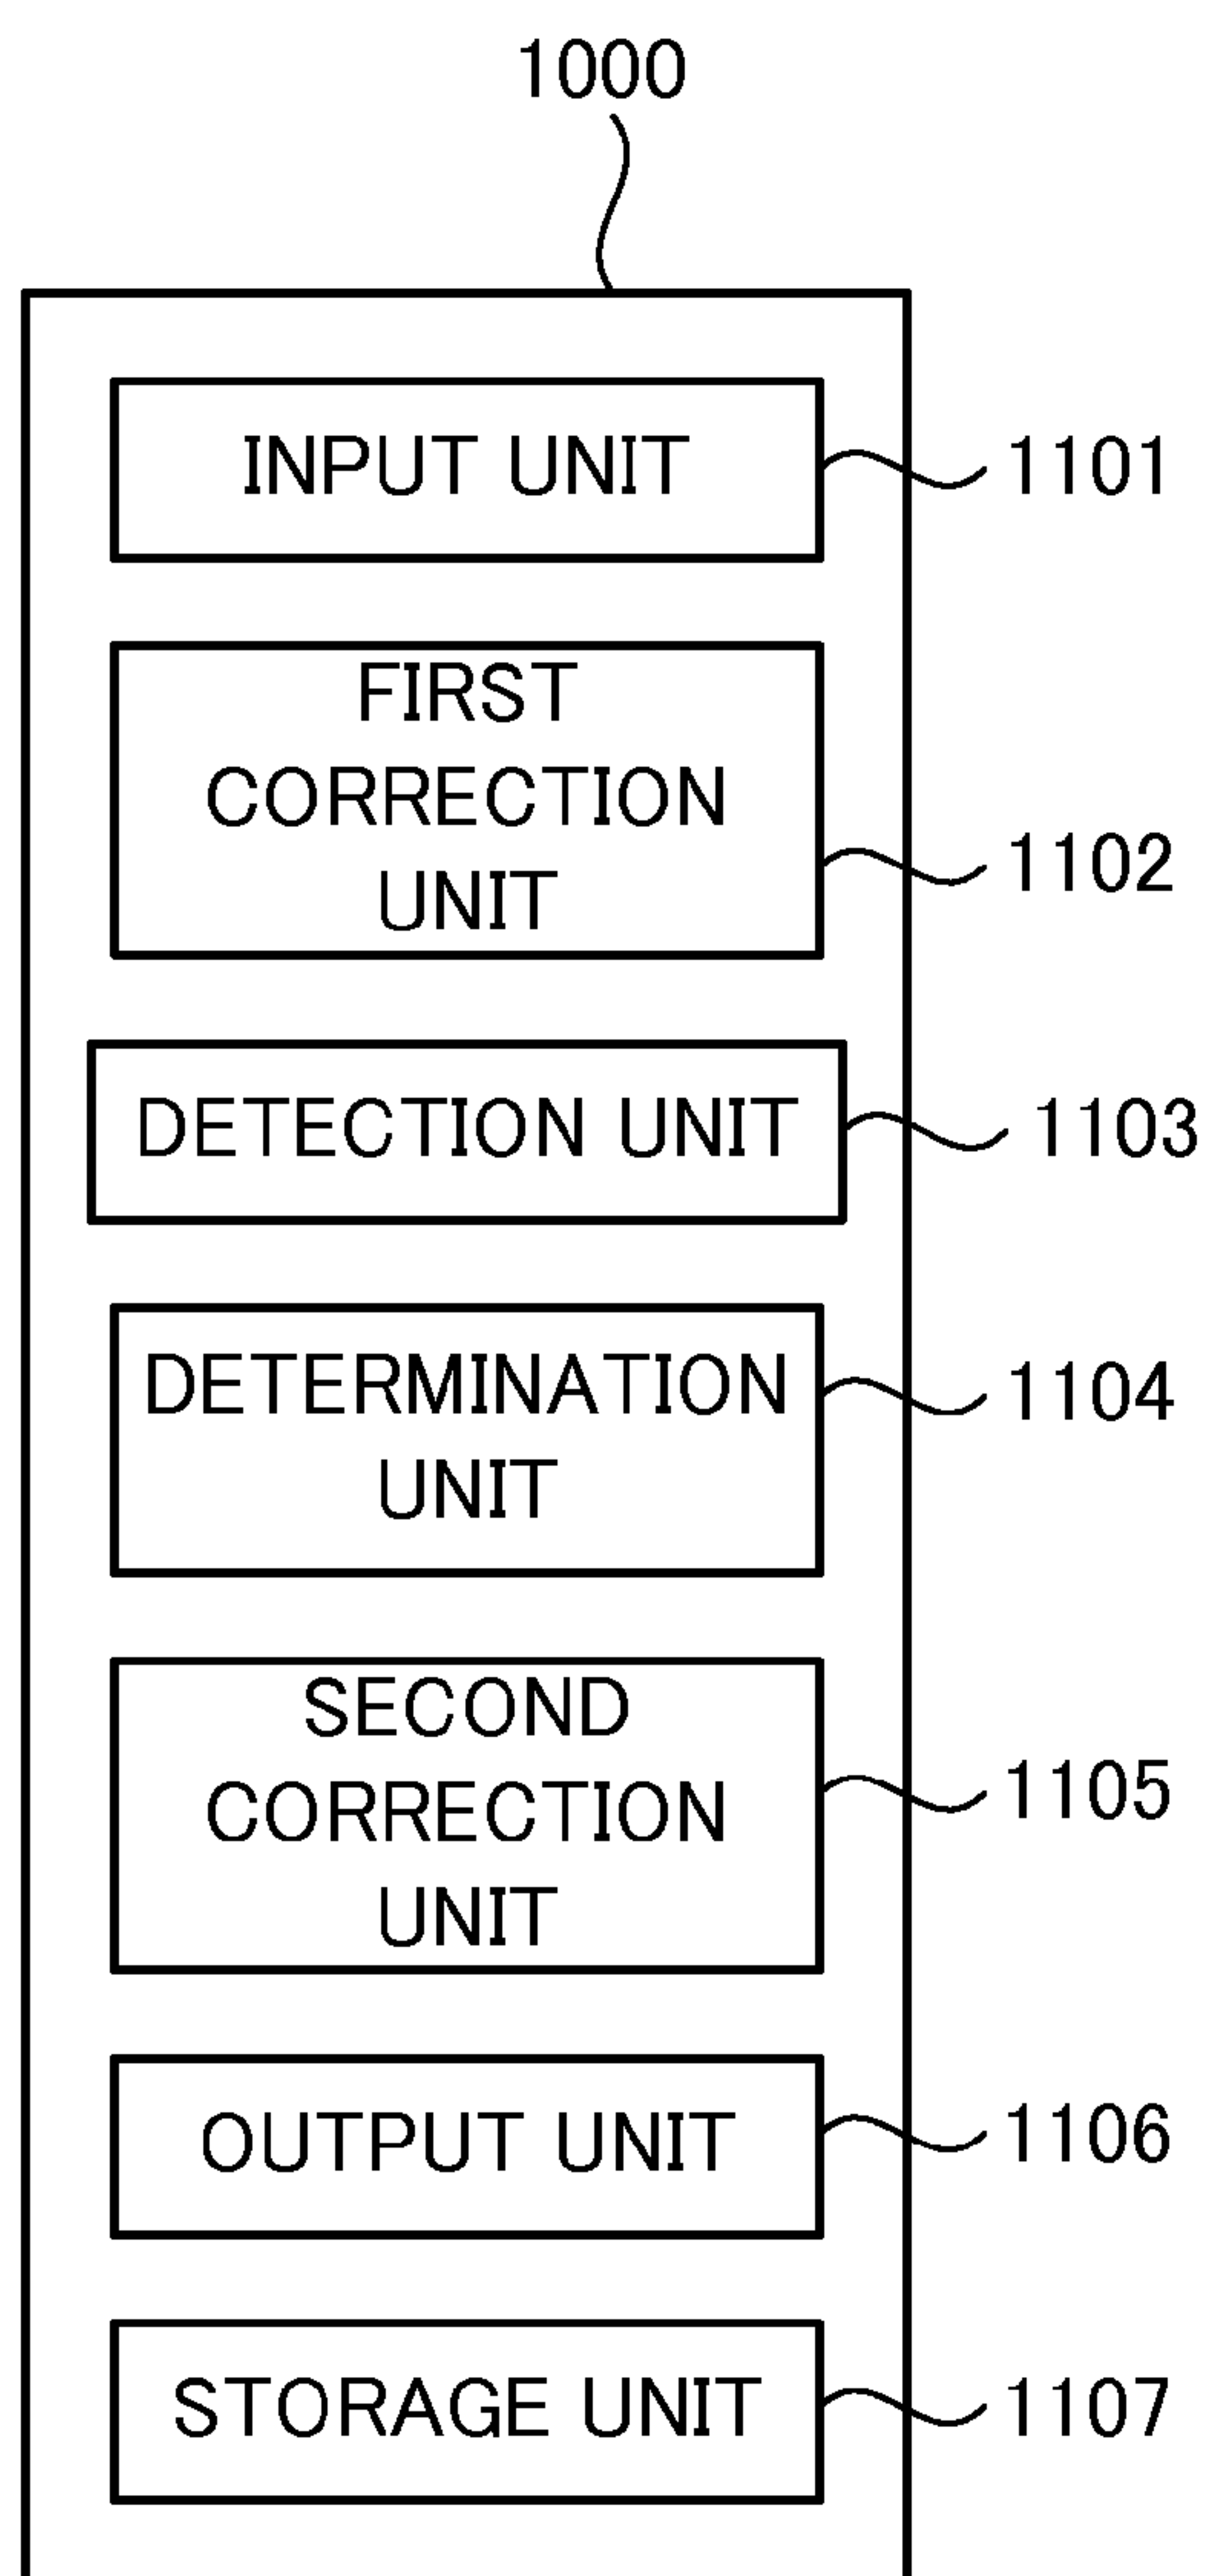 1000
INPUT UNIT
1101
FIRST
CORRECTION
UNIT
1102
DETECTION UNIT
1103
DETERMINATION
UNIT
1104
SECOND
CORRECTION
UNIT
1105
OUTPUT UNIT
1106
STORAGE UNIT
1107